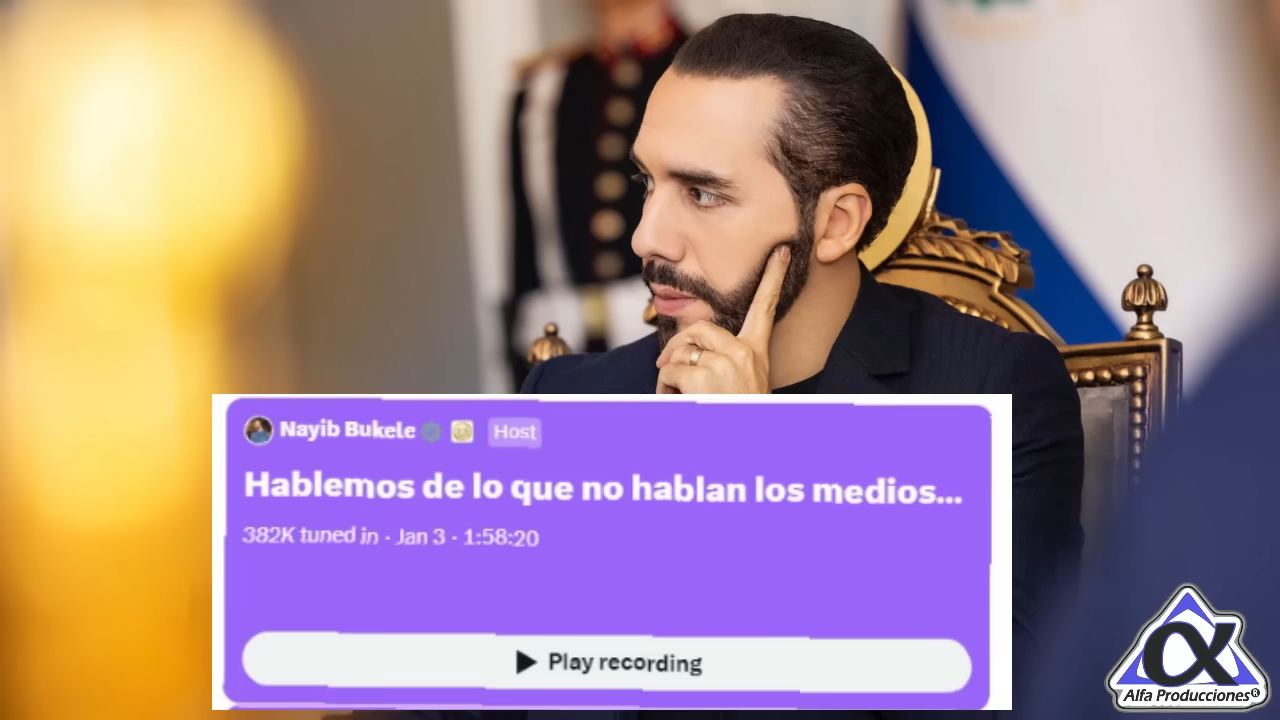 Nayib Bukele Host
Hablemos de lo que no hablan los medios...
382K tuned in · Jan 3 · 1:58:20
Play recording
Alfa Producciones®